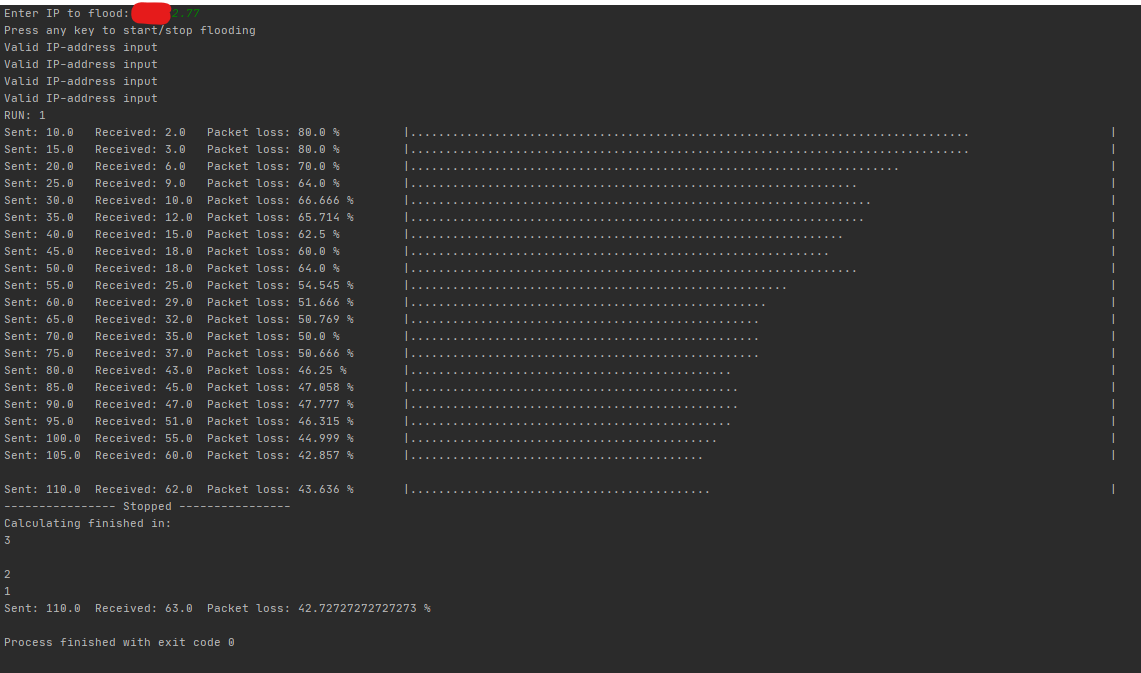 Enter IP to flood: 2.77
Press any key to start/stop flooding
Valid IP-address input
Valid IP-address input
Valid IP-address input
Valid IP-address input
RUN: 1
Sent: 10.0 Received: 2.0 Packet loss: 80.0 % |................................................................................ |
Sent: 15.0 Received: 3.0 Packet loss: 80.0 % |................................................................................ |
Sent: 20.0 Received: 6.0 Packet loss: 70.0 % |...................................................................... |
Sent: 25.0 Received: 9.0 Packet loss: 64.0 % |................................................................ |
Sent: 30.0 Received: 10.0 Packet loss: 66.666 % |.................................................................. |
Sent: 35.0 Received: 12.0 Packet loss: 65.714 % |................................................................. |
Sent: 40.0 Received: 15.0 Packet loss: 62.5 % |.............................................................. |
Sent: 45.0 Received: 18.0 Packet loss: 60.0 % |............................................................ |
Sent: 50.0 Received: 18.0 Packet loss: 64.0 % |................................................................ |
Sent: 55.0 Received: 25.0 Packet loss: 54.545 % |...................................................... |
Sent: 60.0 Received: 29.0 Packet loss: 51.666 % |................................................... |
Sent: 65.0 Received: 32.0 Packet loss: 50.769 % |.................................................. |
Sent: 70.0 Received: 35.0 Packet loss: 50.0 % |.................................................. |
Sent: 75.0 Received: 37.0 Packet loss: 50.666 % |.................................................. |
Sent: 80.0 Received: 43.0 Packet loss: 46.25 % |.............................................. |
Sent: 85.0 Received: 45.0 Packet loss: 47.058 % |............................................... |
Sent: 90.0 Received: 47.0 Packet loss: 47.777 % |............................................... |
Sent: 95.0 Received: 51.0 Packet loss: 46.315 % |.............................................. |
Sent: 100.0 Received: 55.0 Packet loss: 44.999 % |............................................ |
Sent: 105.0 Received: 60.0 Packet loss: 42.857 % |.......................................... |
Sent: 110.0 Received: 62.0 Packet loss: 43.636 % |........................................... |
---------------- Stopped ----------------
Calculating finished in:
3
2
1
Sent: 110.0 Received: 63.0 Packet loss: 42.72727272727273 %
Process finished with exit code 0